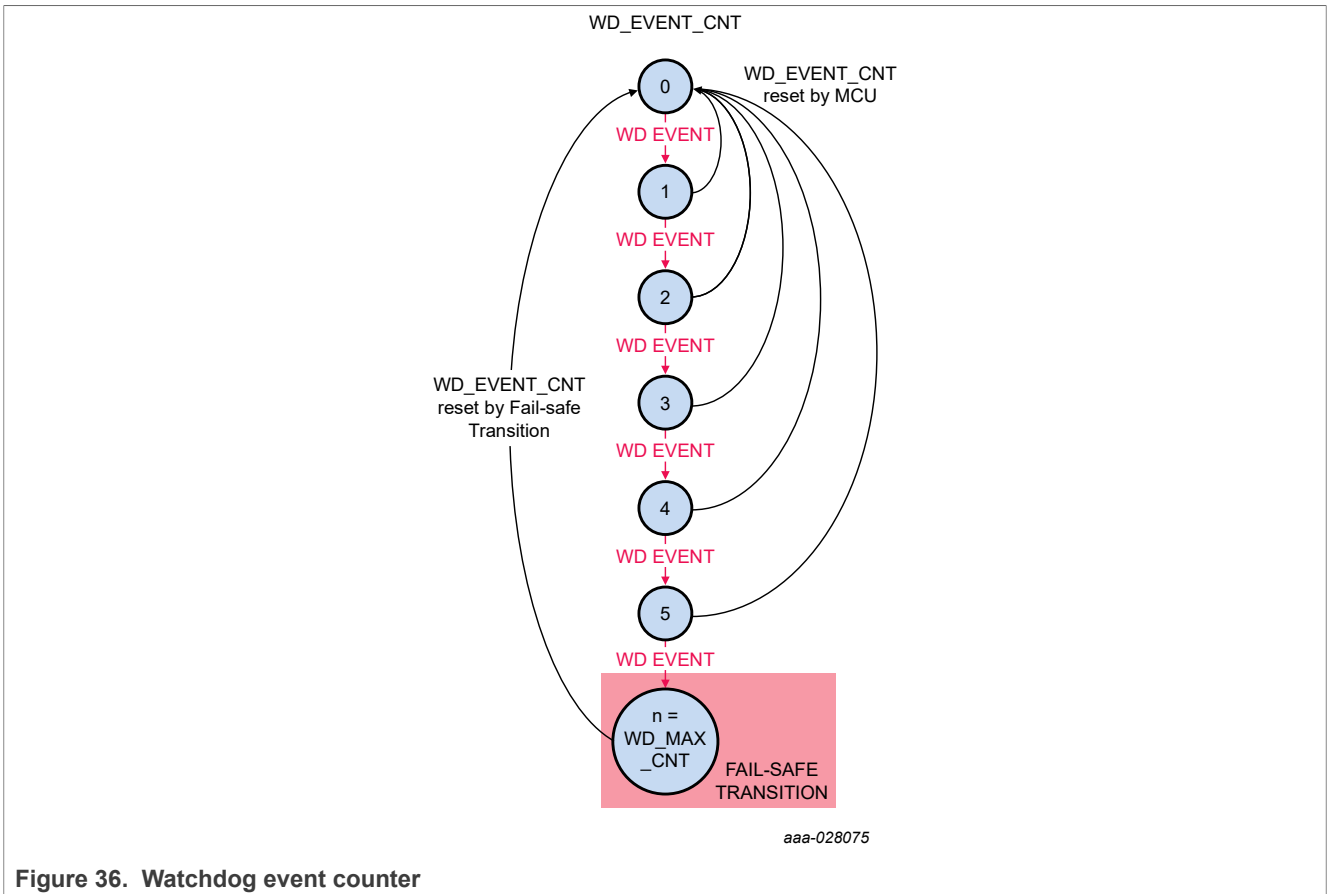 WD_EVENT_CNT
WD_EVENT_CNT
reset by MCU
0
WD EVENT
1
WD EVENT
2
WD EVENT
3
WD_EVENT_CNT
reset by Fail-safe
Transition
WD EVENT
4
WD EVENT
5
WD EVENT
n =
WD_MAX
_CNT
FAIL-SAFE
TRANSITION
aaa-028075
Figure 36. Watchdog event counter